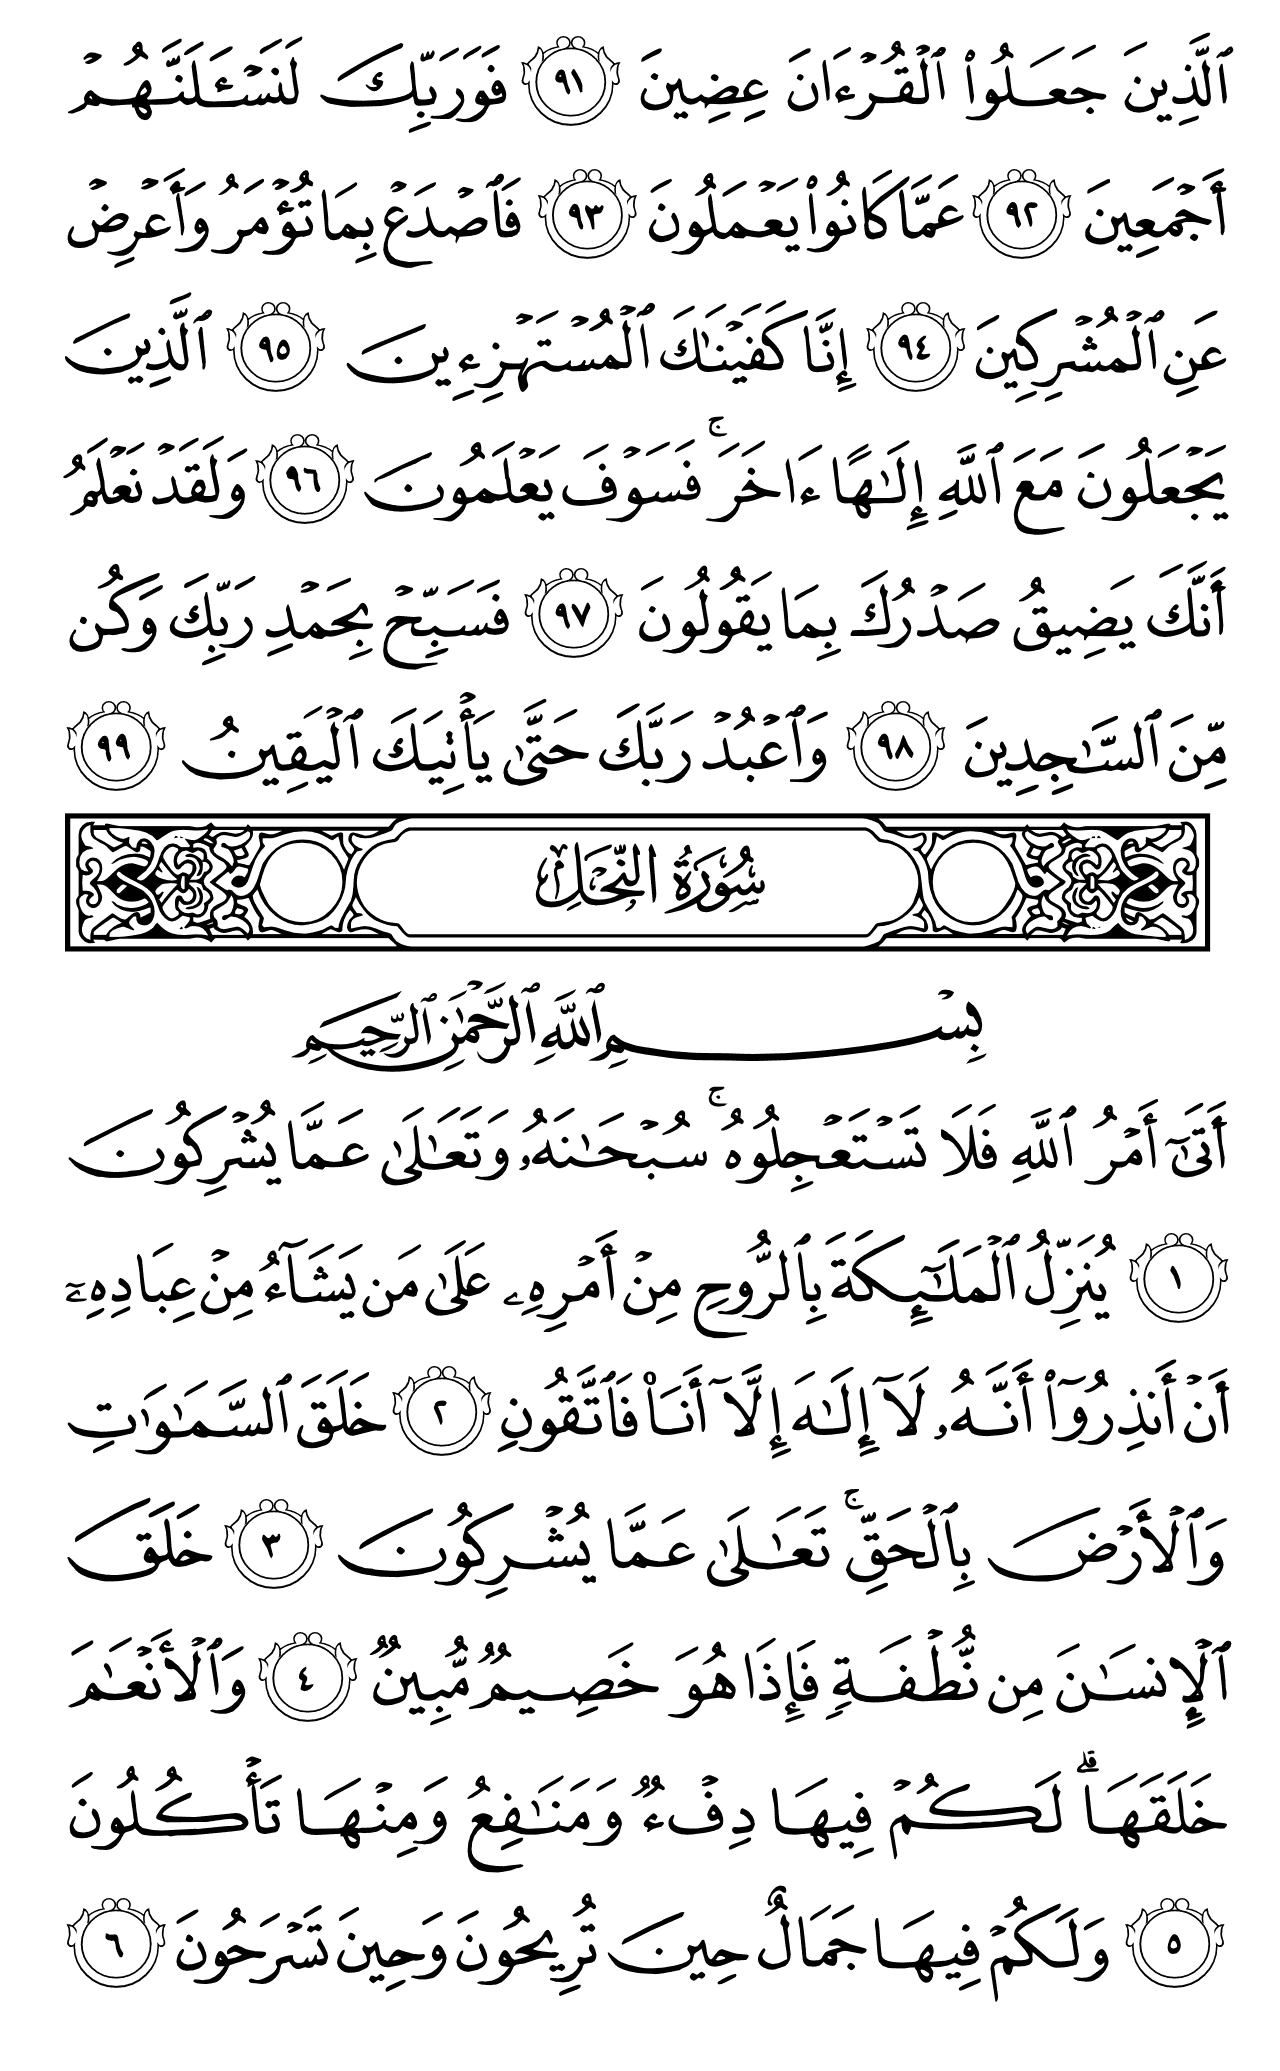 ٱلَّذِينَ جَعَلُوا۟ ٱلْقُرْءَانَ عِضِينَ ٩١ فَوَرَبِّكَ لَنَسْـَٔلَنَّهُمْ
أَجْمَعِينَ ٩٢ عَمَّا كَانُوا۟ يَعْمَلُونَ ٩٣ فَٱصْدَعْ بِمَا تُؤْمَرُ وَأَعْرِضْ
عَنِ ٱلْمُشْرِكِينَ ٩٤ إِنَّا كَفَيْنَـٰكَ ٱلْمُسْتَهْزِءِينَ ٩٥ ٱلَّذِينَ
يَجْعَلُونَ مَعَ ٱللَّهِ إِلَـٰهًا ءَاخَرَ ۚ فَسَوْفَ يَعْلَمُونَ ٩٦ وَلَقَدْ نَعْلَمُ
أَنَّكَ يَضِيقُ صَدْرُكَ بِمَا يَقُولُونَ ٩٧ فَسَبِّحْ بِحَمْدِ رَبِّكَ وَكُن
مِّنَ ٱلسَّـٰجِدِينَ ٩٨ وَٱعْبُدْ رَبَّكَ حَتَّىٰ يَأْتِيَكَ ٱلْيَقِينُ ٩٩
سُورَةُ النَّحْلِ
بِسْمِ ٱللَّهِ ٱلرَّحْمَـٰنِ ٱلرَّحِيمِ
أَتَىٰٓ أَمْرُ ٱللَّهِ فَلَا تَسْتَعْجِلُوهُ ۚ سُبْحَـٰنَهُۥ وَتَعَـٰلَىٰ عَمَّا يُشْرِكُونَ
١ يُنَزِّلُ ٱلْمَلَـٰٓئِكَةَ بِٱلرُّوحِ مِنْ أَمْرِهِۦ عَلَىٰ مَن يَشَآءُ مِنْ عِبَادِهِۦٓ
أَنْ أَنذِرُوٓا۟ أَنَّهُۥ لَآ إِلَـٰهَ إِلَّآ أَنَا۠ فَٱتَّقُونِ ٢ خَلَقَ ٱلسَّمَـٰوَٰتِ
وَٱلْأَرْضَ بِٱلْحَقِّ ۚ تَعَـٰلَىٰ عَمَّا يُشْرِكُونَ ٣ خَلَقَ
ٱلْإِنسَـٰنَ مِن نُّطْفَةٍ فَإِذَا هُوَ خَصِيمٌ مُّبِينٌ ٤ وَٱلْأَنْعَـٰمَ
خَلَقَهَا ۗ لَكُمْ فِيهَا دِفْءٌ وَمَنَـٰفِعُ وَمِنْهَا تَأْكُلُونَ
٥ وَلَكُمْ فِيهَا جَمَالٌ حِينَ تُرِيحُونَ وَحِينَ تَسْرَحُونَ ٦